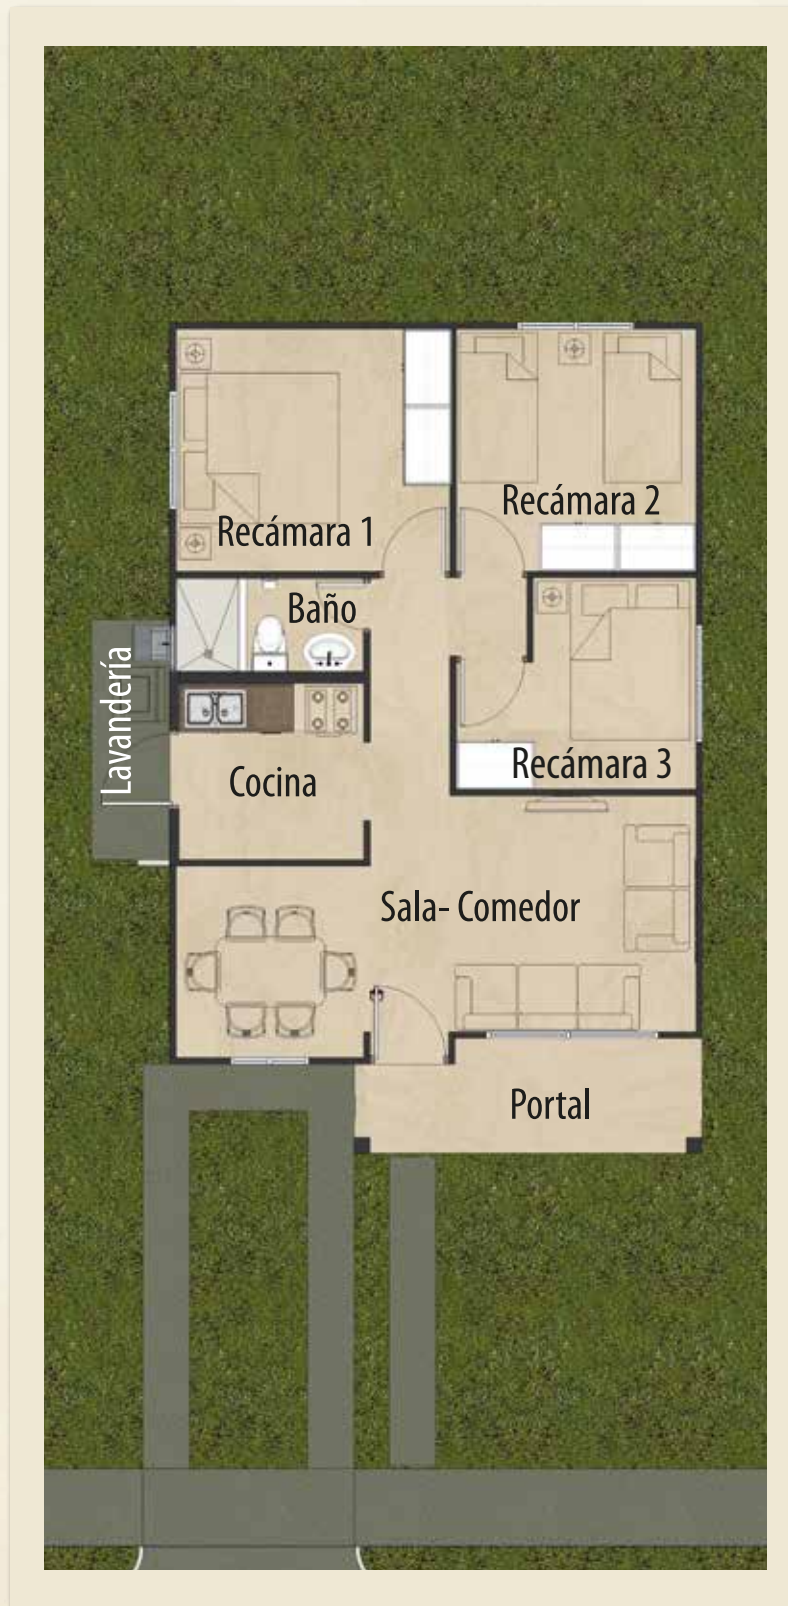 Recámara 1
Recámara 2
Baño
Lavandería
Cocina
Recámara 3
Sala- Comedor
Portal